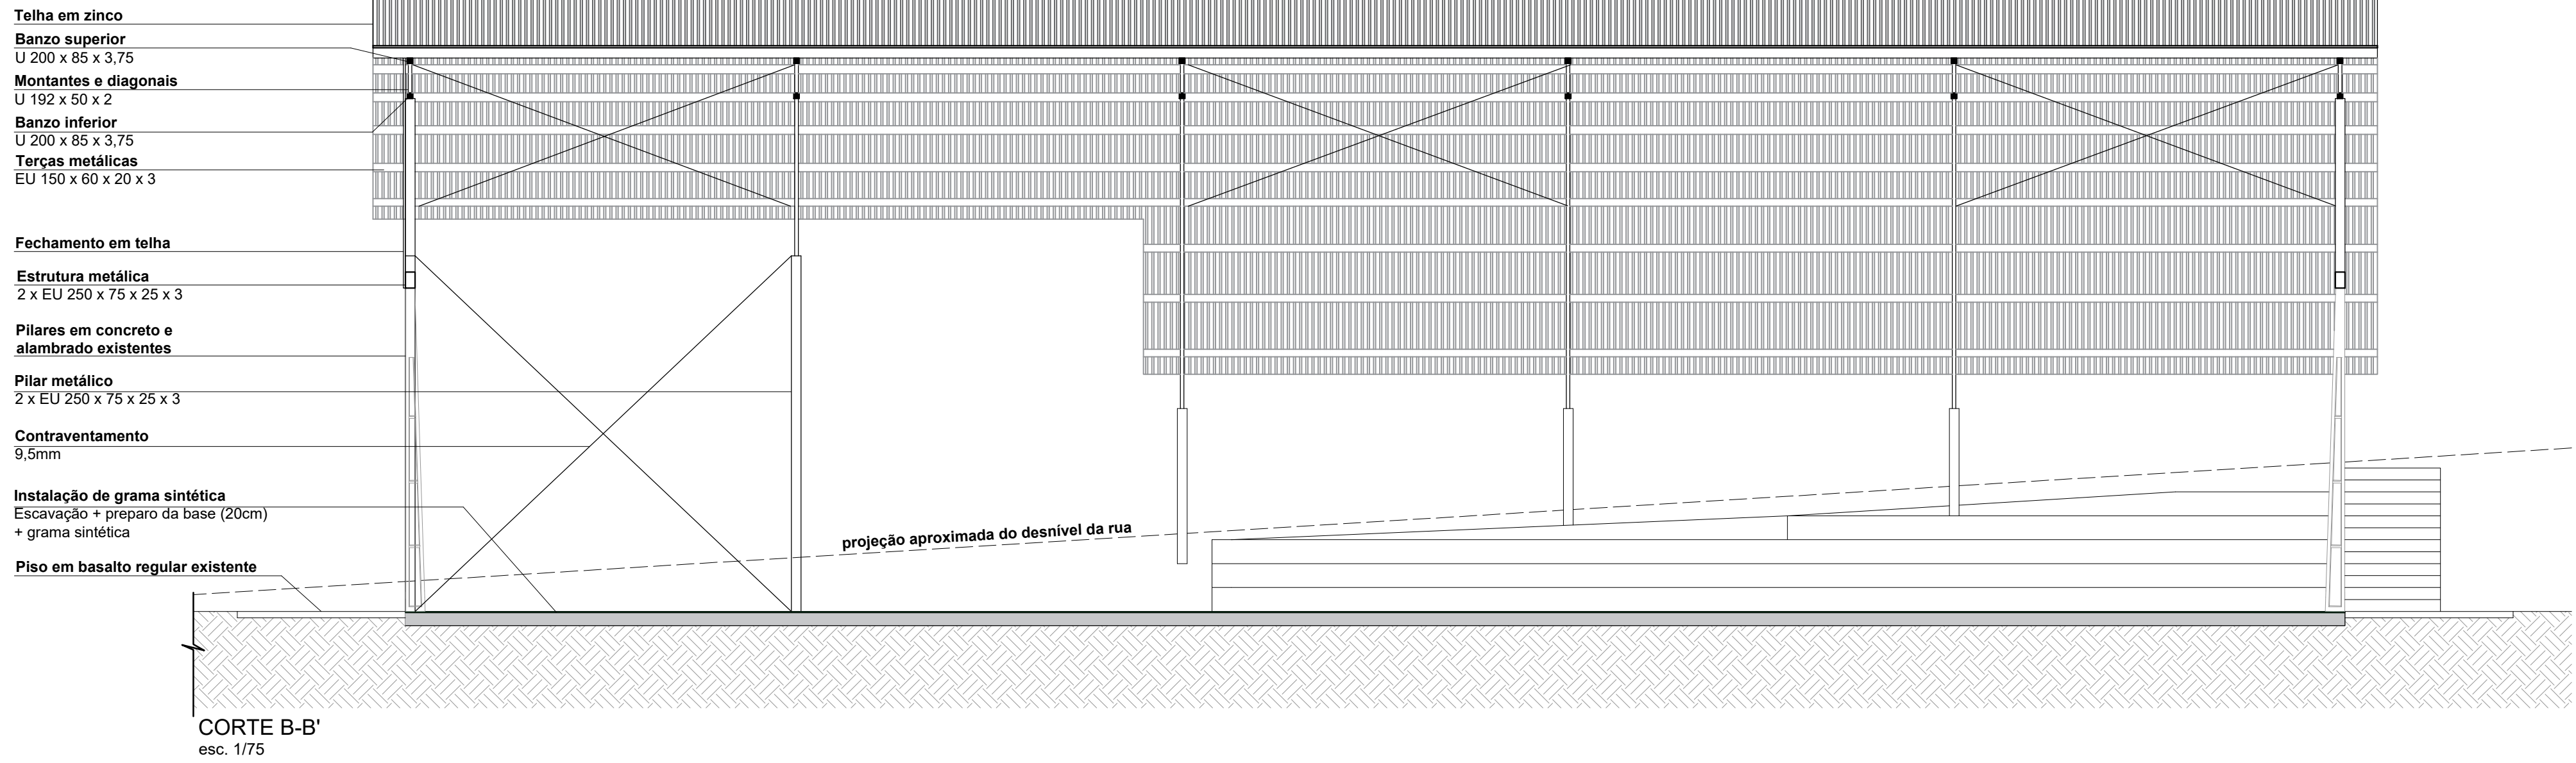 Telha em zinco
Banzo superior
U 200 x 85 x 3,75
Montantes e diagonais
U 192 x 50 x 2
Banzo inferior
U 200 x 85 x 3,75
Terças metálicas
EU 150 x 60 x 20 x 3
Fechamento em telha
Estrutura metálica
2 x EU 250 x 75 x 25 x 3
Pilares em concreto e
alambrado existentes
Pilar metálico
2 x EU 250 x 75 x 25 x 3
Contraventamento
9,5mm
Instalação de grama sintética
Escavação + preparo da base (20cm)
+ grama sintética
projeção aproximada do desnível da rua
Piso em basalto regular existente
CORTE B-B'
esc. 1/75